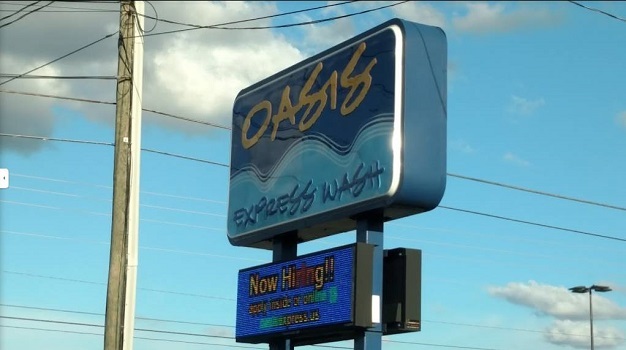 OASIS
EXPRESS WASH
Now Hiring!!
apply inside or online @
express.us